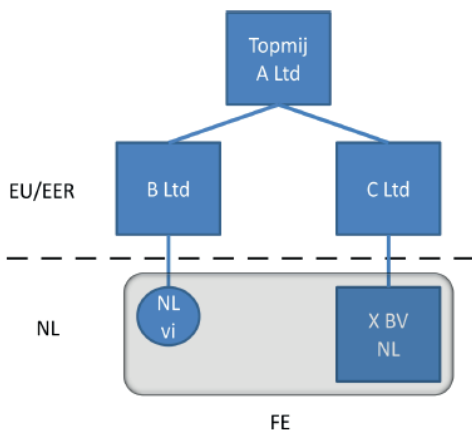 Topmij
A Ltd
EU/EER
B Ltd
C Ltd
NL
NL
vi
X BV
NL
FE